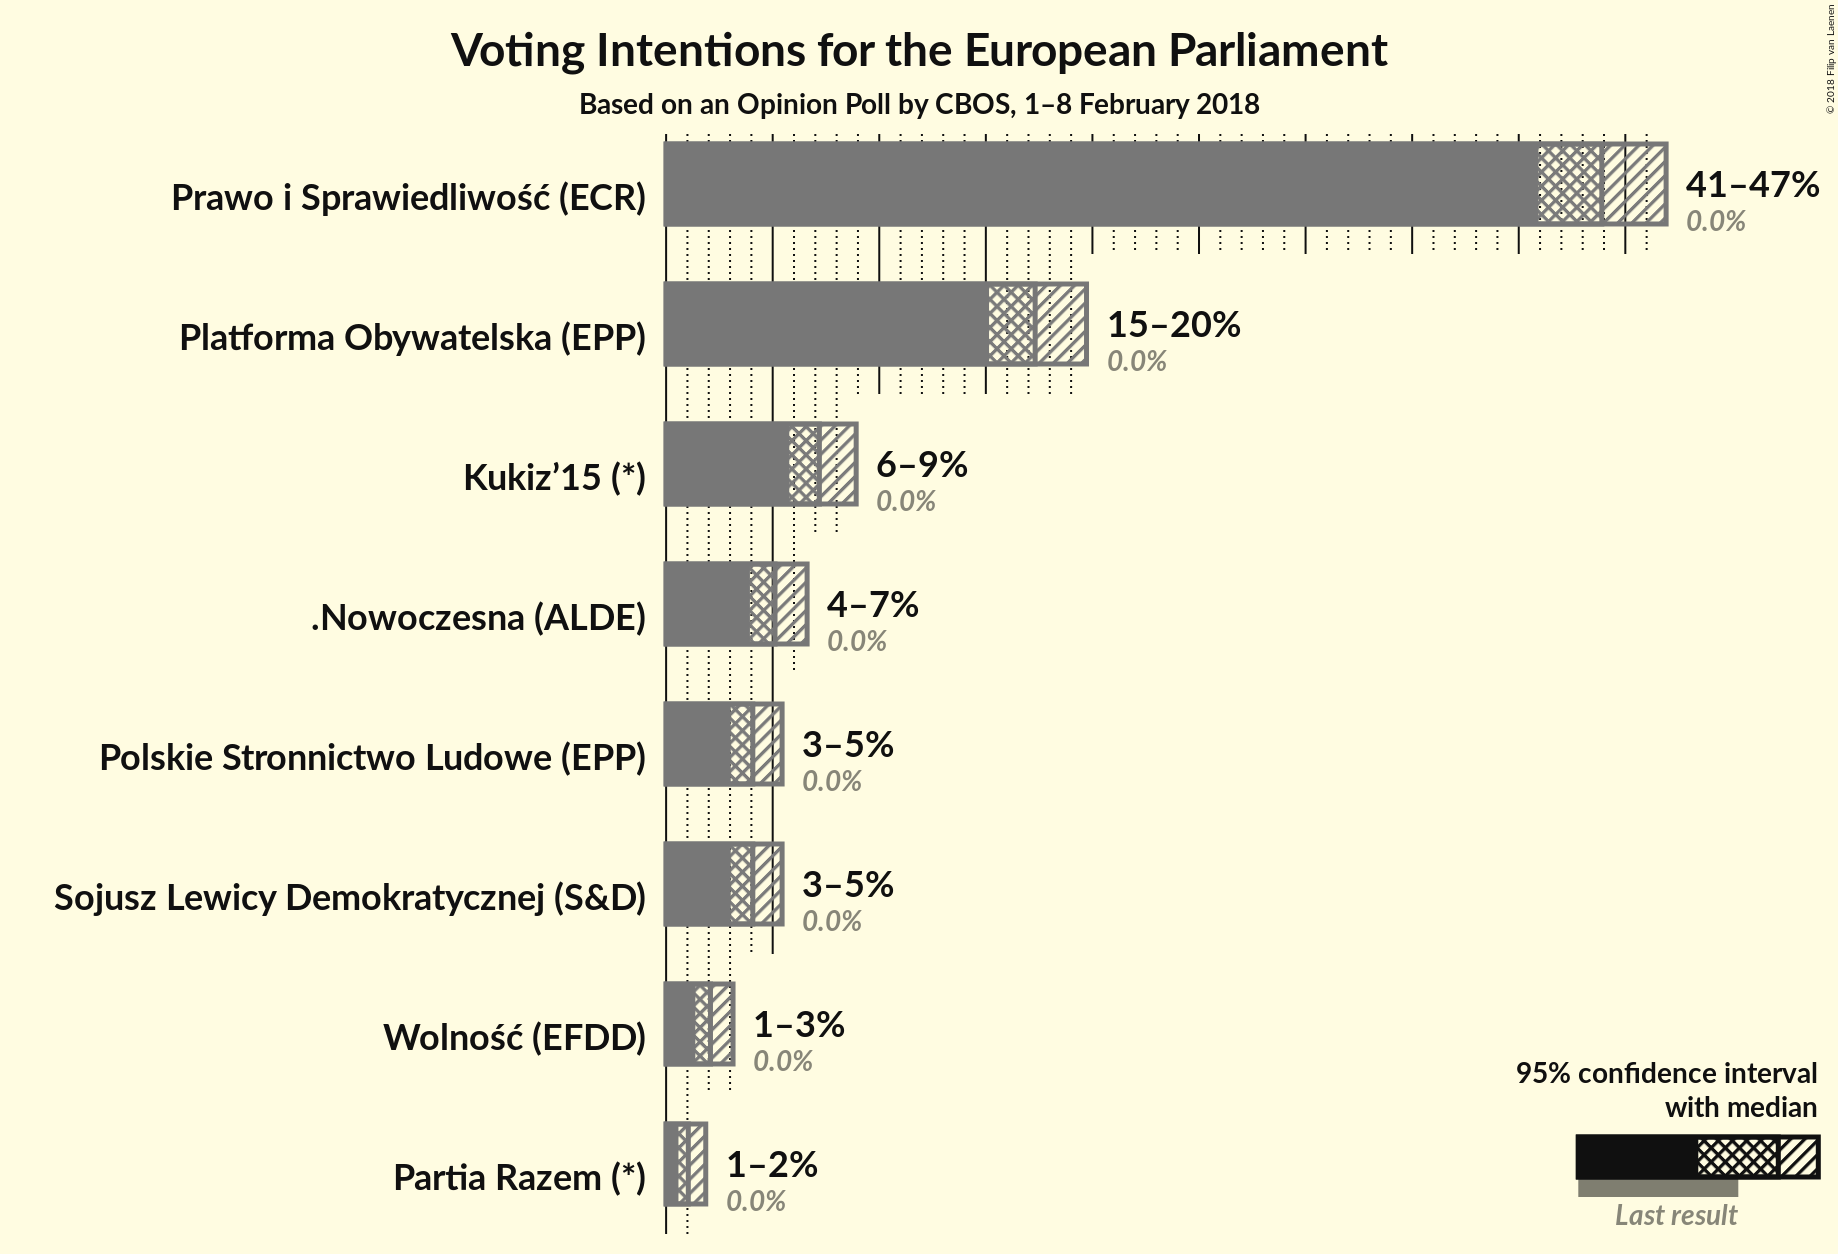 Voting Intentions for the European Parliament
Based on an Opinion Poll by CBOS, 1–8 February 2018
© 2018 Filip van Laenen
Prawo i Sprawiedliwość (ECR)
41–47%
0.0%
Platforma Obywatelska (EPP)
15–20%
0.0%
Kukiz’15 (*)
6–9%
0.0%
.Nowoczesna (ALDE)
4–7%
0.0%
Polskie Stronnictwo Ludowe (EPP)
3–5%
0.0%
Sojusz Lewicy Demokratycznej (S&D)
3–5%
0.0%
Wolność (EFDD)
1–3%
0.0%
Partia Razem (*)
1–2%
0.0%
95% confidence interval
with median
Last result